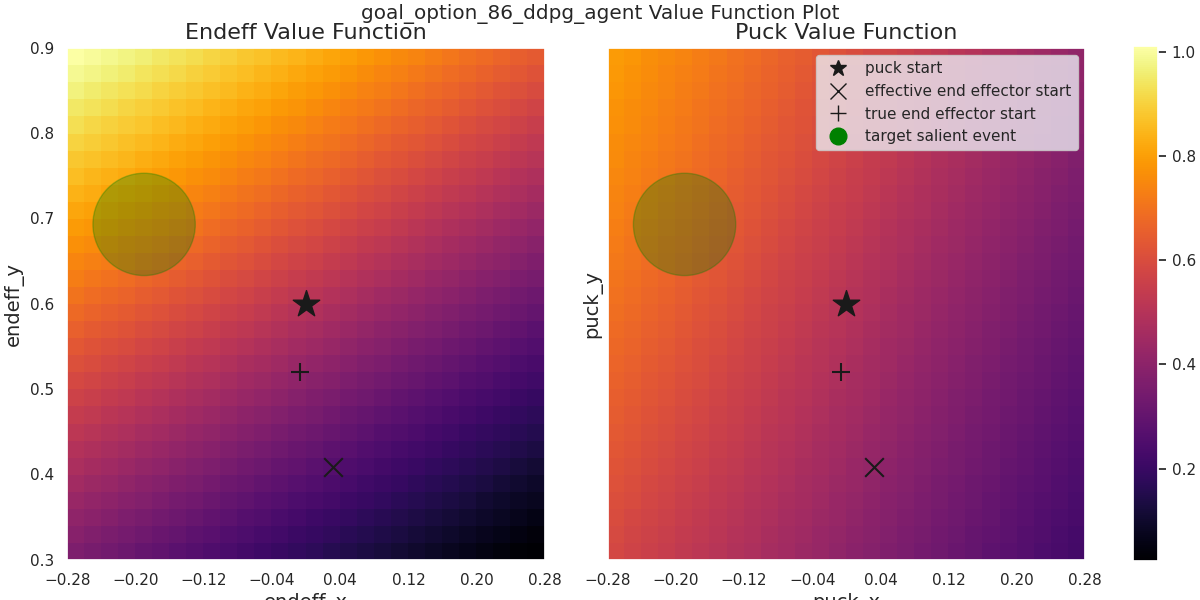 goal_option_86_ddpg_agent Value Function Plot
Endeff Value Function
Puck Value Function
puck start
effective end effector start
true end effector start
target salient event
endeff_y
0.9
0.8
0.7
0.6
0.5
0.4
0.3
−0.28 −0.20 −0.12 −0.04 0.04 0.12 0.20 0.28
endeff_x
puck_y
−0.28 −0.20 −0.12 −0.04 0.04 0.12 0.20 0.28
puck_x
1.0
0.8
0.6
0.4
0.2